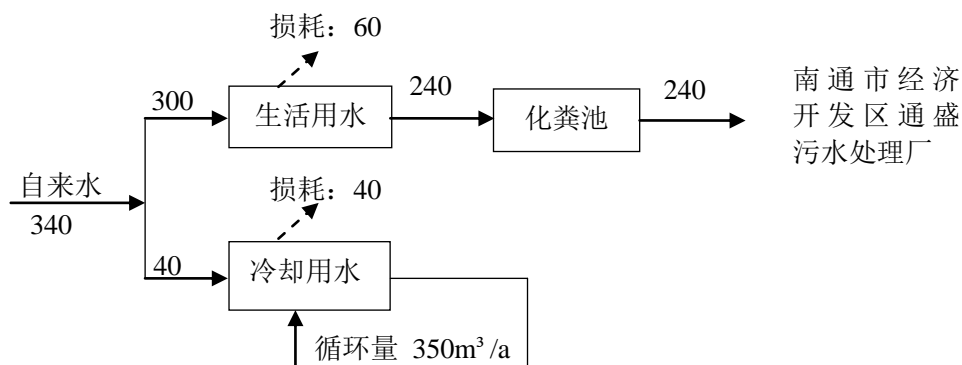 损耗：60
300
生活用水
240
化粪池
240
南通市经济
开发区通盛
污水处理厂
自来水
340
损耗：40
40
冷却用水
循环量 350m³/a